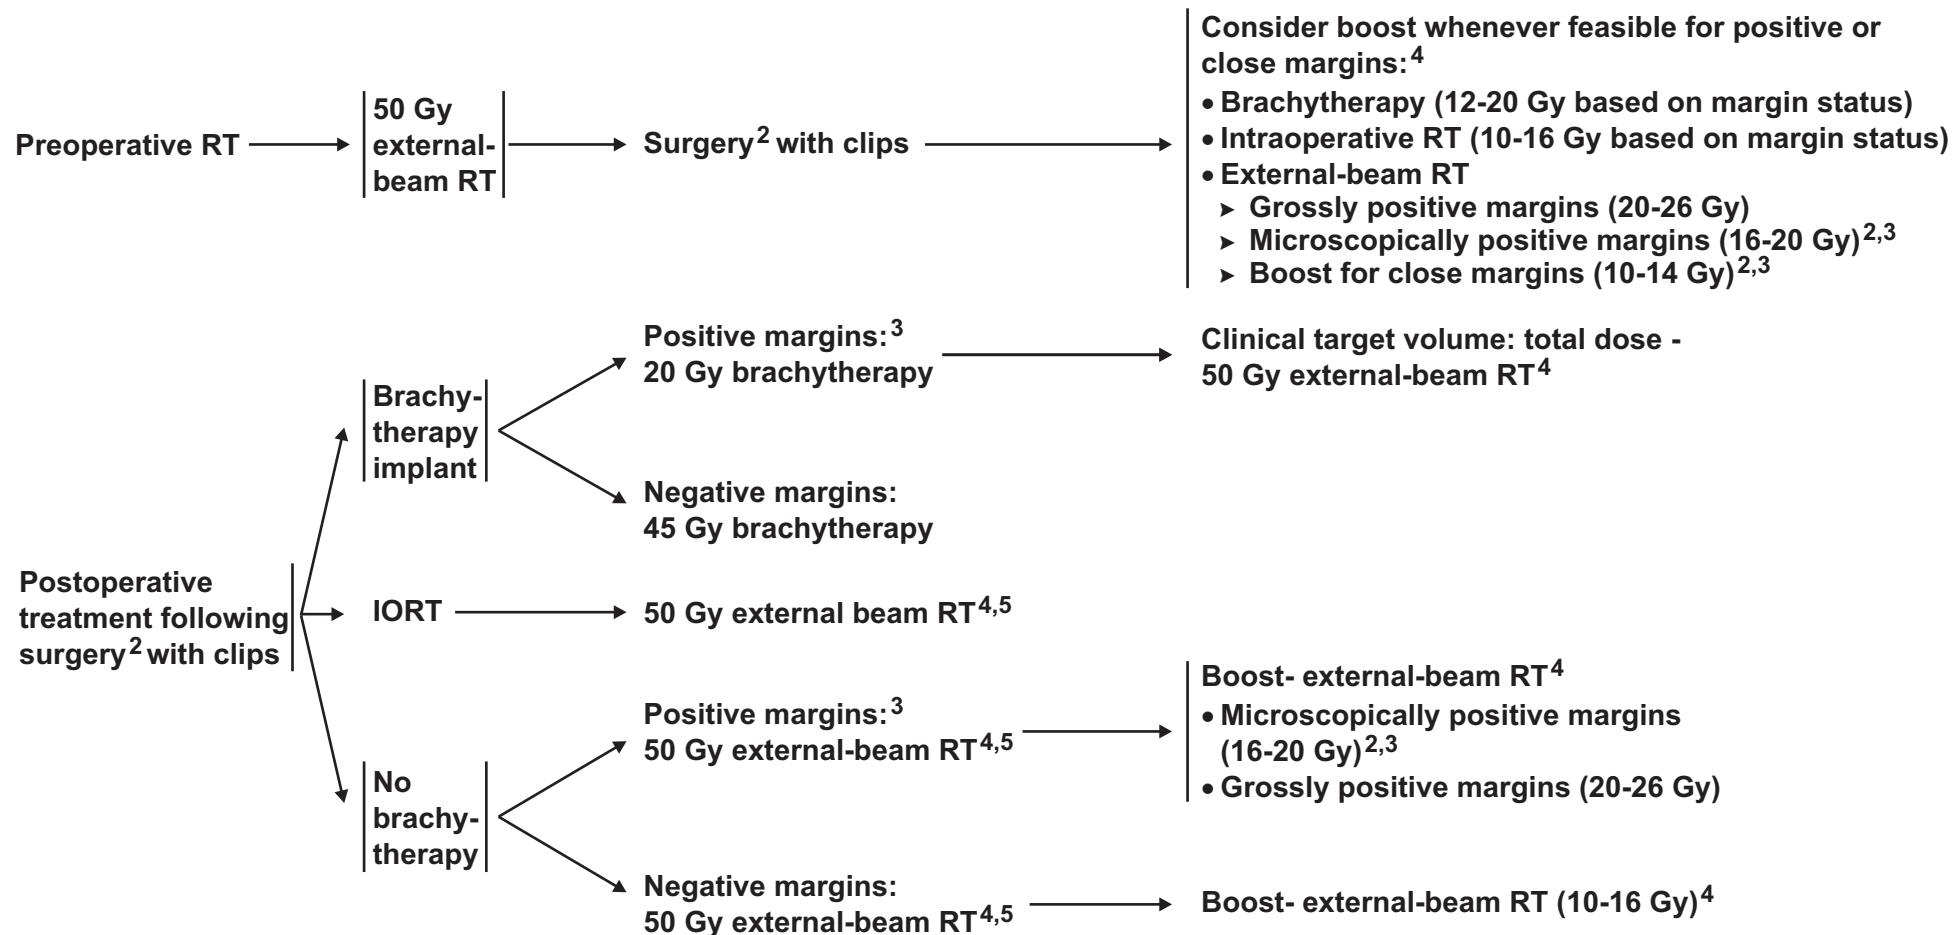 Preoperative RT
50 Gy
external-
beam RT
Surgery2 with clips
Consider boost whenever feasible for positive or
close margins:4
• Brachytherapy (12-20 Gy based on margin status)
• Intraoperative RT (10-16 Gy based on margin status)
• External-beam RT
➤ Grossly positive margins (20-26 Gy)
➤ Microscopically positive margins (16-20 Gy)2,3
➤ Boost for close margins (10-14 Gy)2,3
Postoperative
treatment following
surgery2 with clips
Brachy-
therapy
implant
Positive margins:3
20 Gy brachytherapy
Clinical target volume: total dose -
50 Gy external-beam RT4
Negative margins:
45 Gy brachytherapy
IORT
50 Gy external beam RT4,5
No
brachy-
therapy
Positive margins:3
50 Gy external-beam RT4,5
Boost- external-beam RT4
• Microscopically positive margins
(16-20 Gy)2,3
• Grossly positive margins (20-26 Gy)
Negative margins:
50 Gy external-beam RT4,5
Boost- external-beam RT (10-16 Gy)4